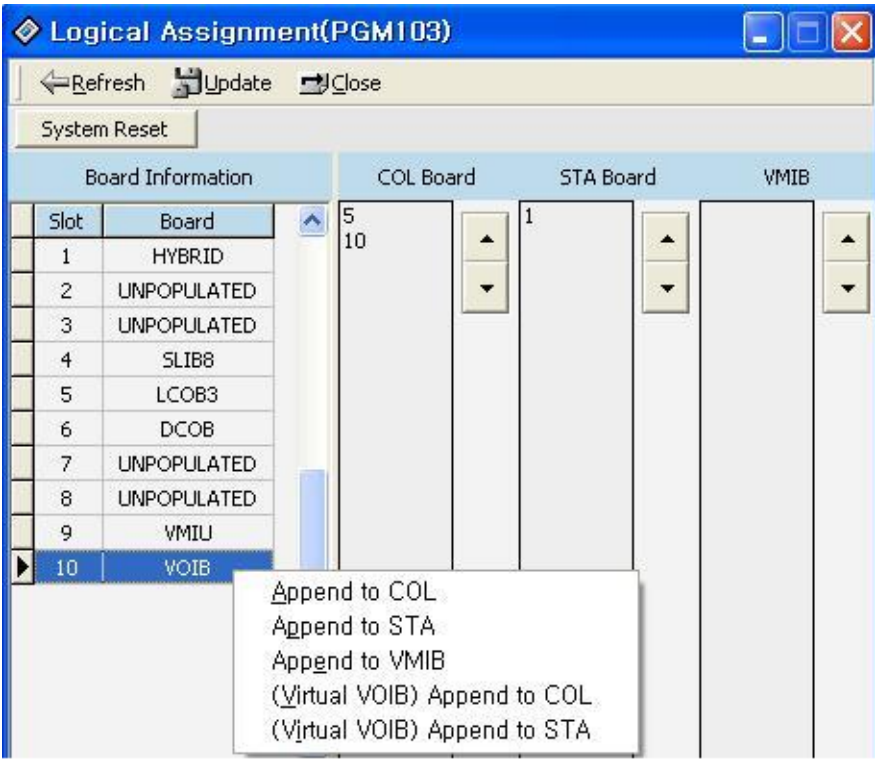 Logical Assignment(PGM103)
Refresh Update Close
System Reset
Board Information COL Board STA Board VMIB
Slot Board 5 1
10
1 HYBRID
2 UNPOPULATED
3 UNPOPULATED
4 SLIB8
5 LCOB3
6 DCOB
7 UNPOPULATED
8 UNPOPULATED
9 VMIU
10 VOIB
Append to COL
Append to STA
Append to VMIB
(Virtual VOIB) Append to COL
(Virtual VOIB) Append to STA